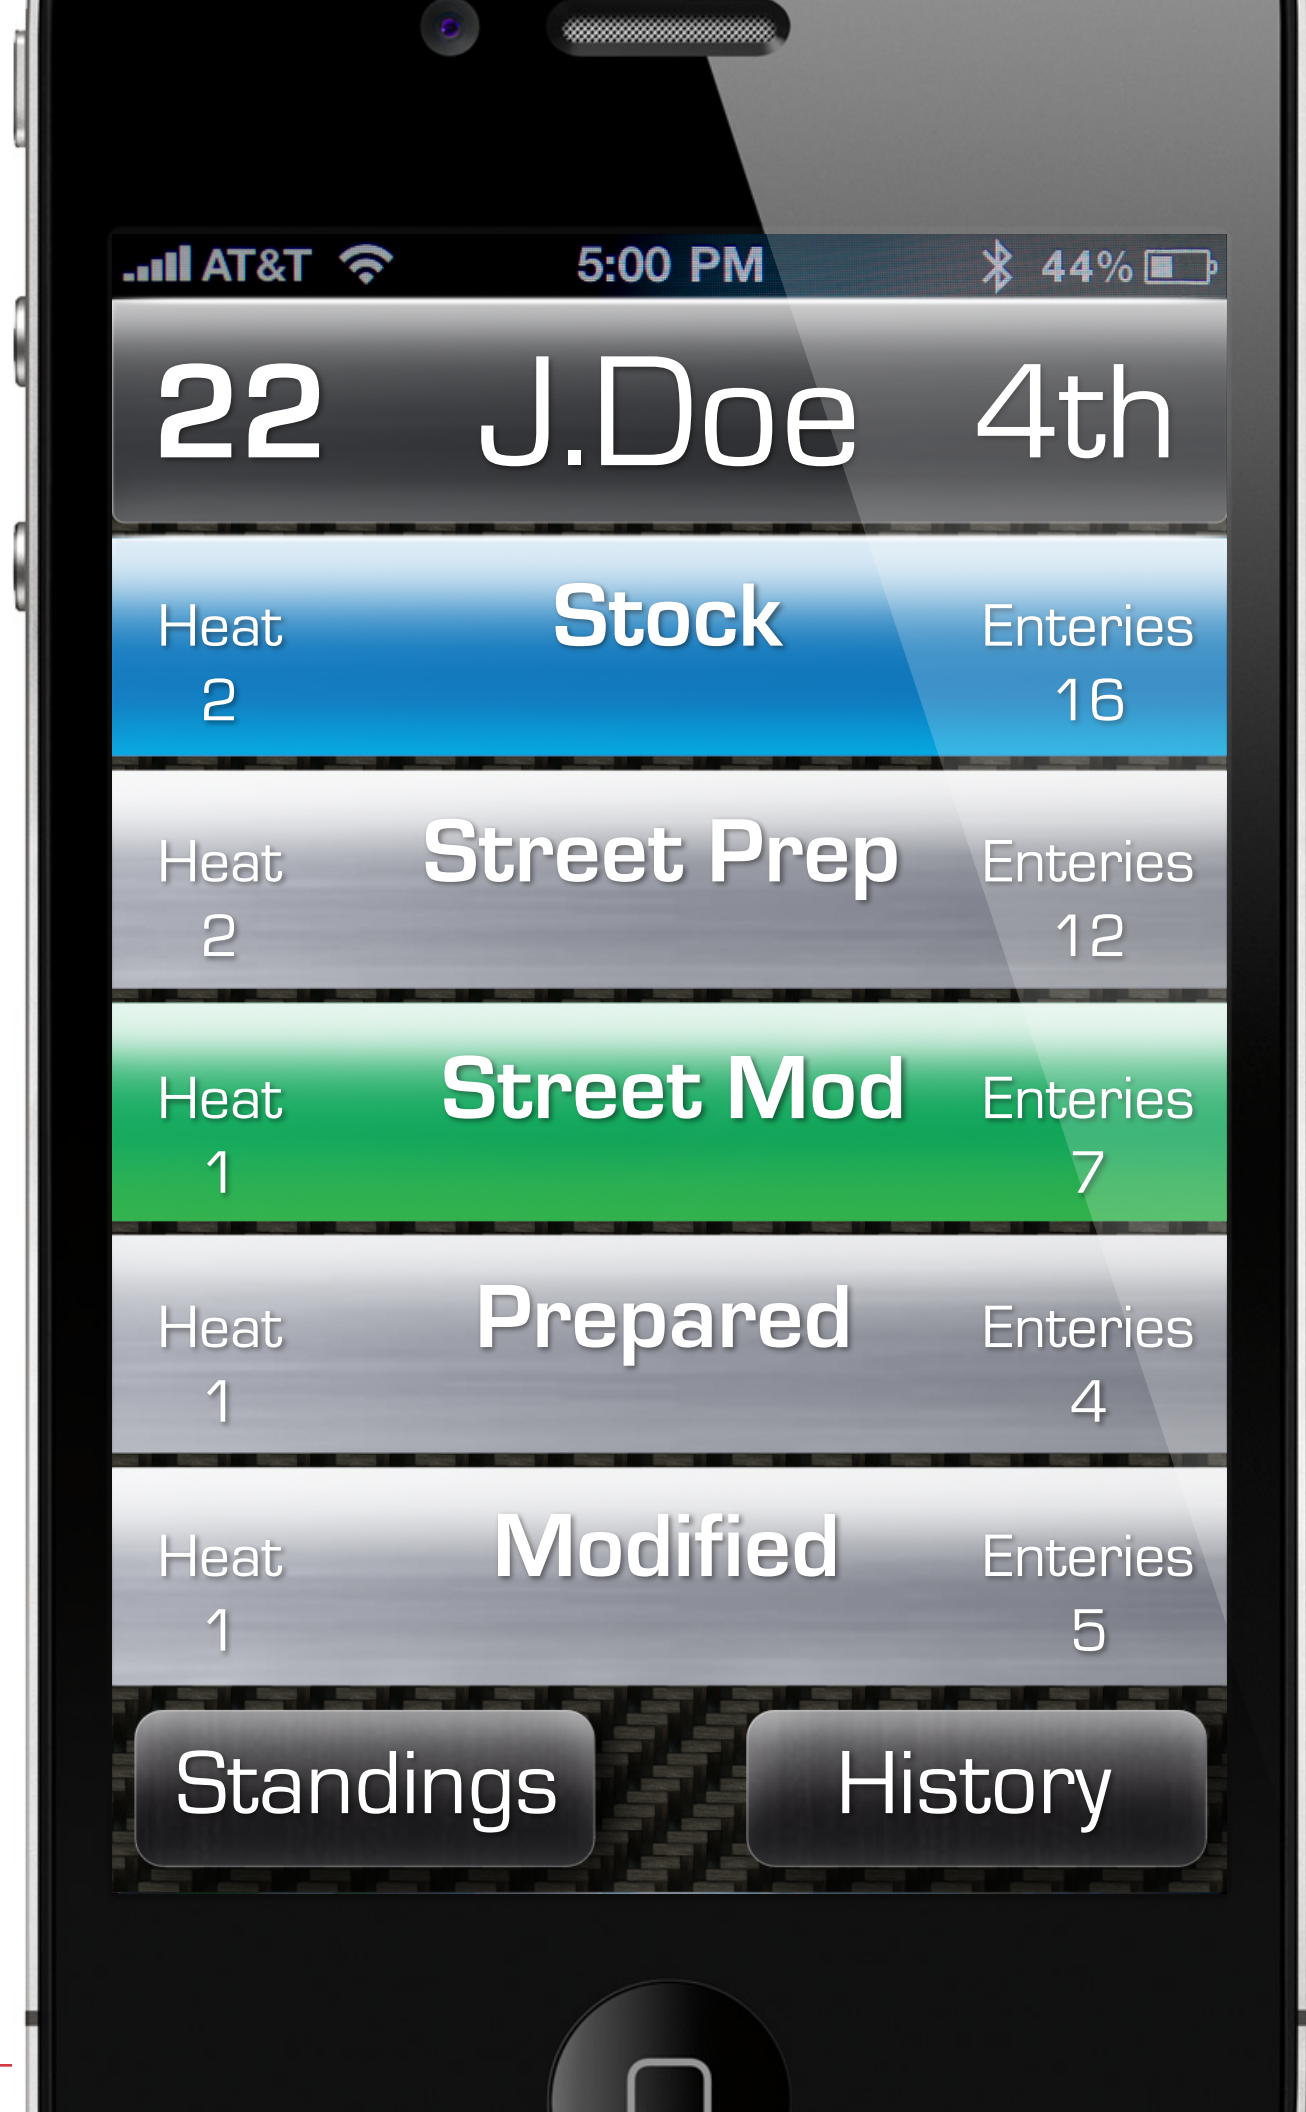 AT&T 5:00 PM 44%
22 J.Doe 4th
Stock
Heat Enteries
2 16
Street Prep
Heat Enteries
2 12
Street Mod
Heat Enteries
1 7
Prepared
Heat Enteries
1 4
Modified
Heat Enteries
1 5
Standings History